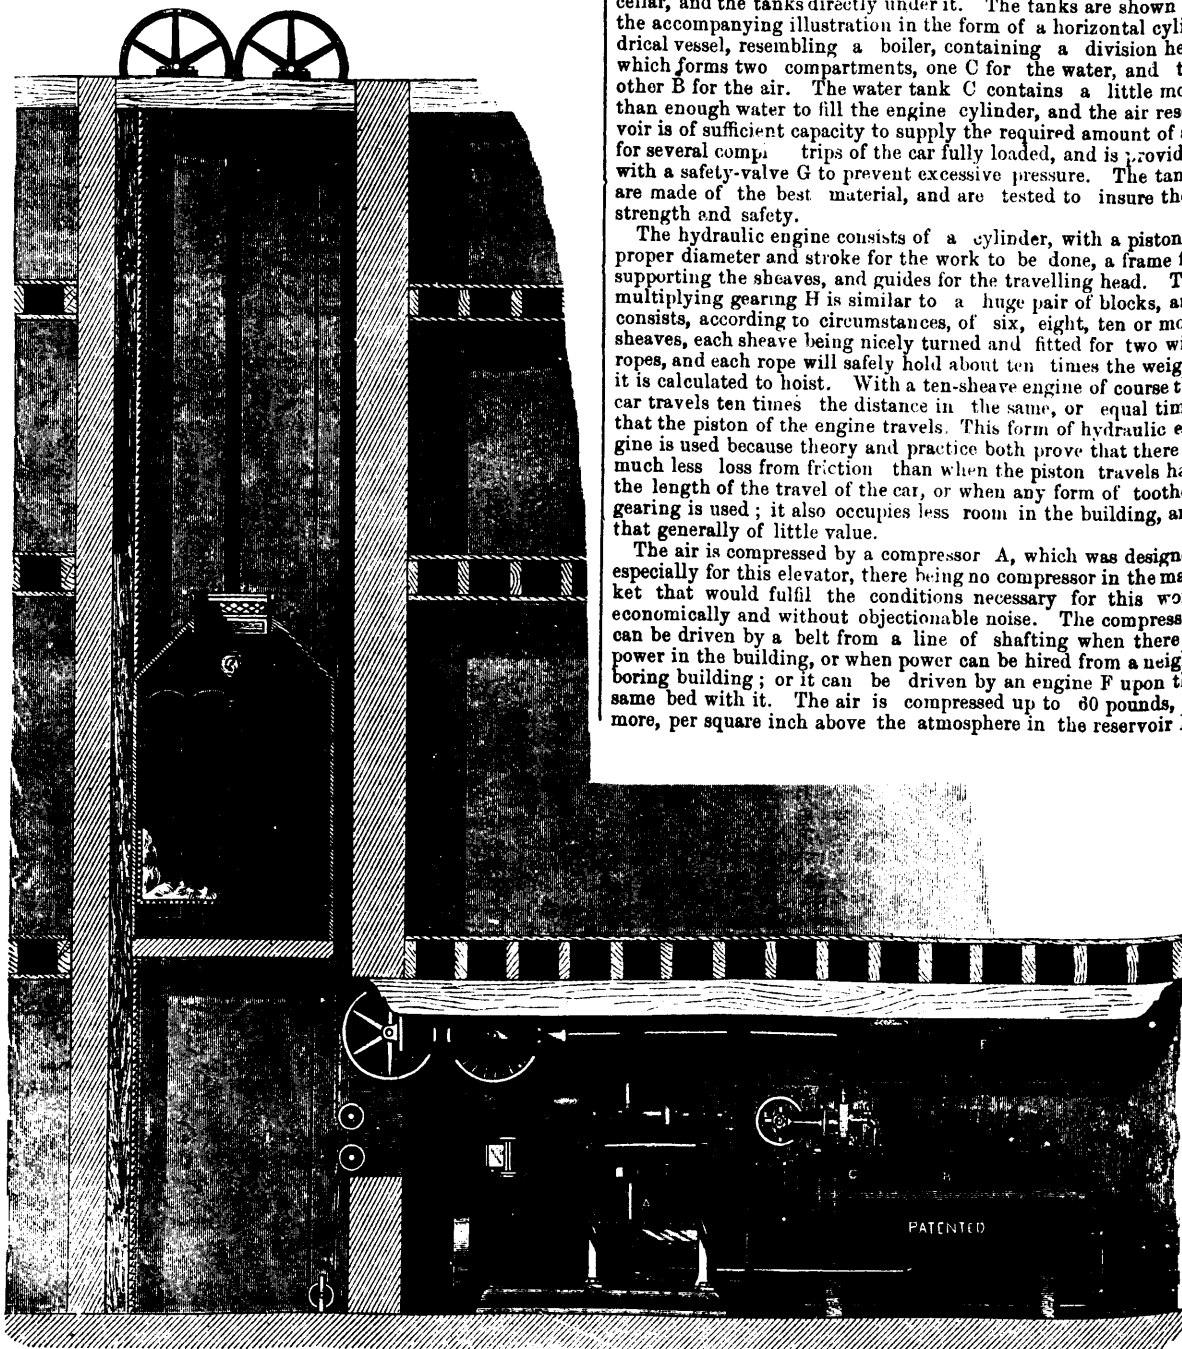 cellar, and the tanks directly under it. The tanks are shown
the accompanying illustration in the form of a horizontal cyli
drical vessel, resembling a boiler, containing a division he
which forms two compartments, one C for the water, and t
other B for the air. The water tank C contains a little mo
than enough water to fill the engine cylinder, and the air rese
voir is of sufficient capacity to supply the required amount of a
for several comp trips of the car fully loaded, and is provid
with a safety-valve G to prevent excessive pressure. The tan
are made of the best material, and are tested to insure the
strength and safety.
The hydraulic engine consists of a cylinder, with a piston
proper diameter and stroke for the work to be done, a frame f
supporting the sheaves, and guides for the travelling head. T
multiplying gearing H is similar to a huge pair of blocks, an
consists, according to circumstances, of six, eight, ten or mo
sheaves, each sheave being nicely turned and fitted for two wi
ropes, and each rope will safely hold about ten times the weig
it is calculated to hoist. With a ten-sheave engine of course t
car travels ten times the distance in the same, or equal tim
that the piston of the engine travels. This form of hydraulic e
gine is used because theory and practice both prove that there
much less loss from friction than when the piston travels ha
the length of the travel of the car, or when any form of tooth
gearing is used ; it also occupies less room in the building, an
that generally of little value.
The air is compressed by a compressor A, which was design
especially for this elevator, there being no compressor in the ma
ket that would fulfil the conditions necessary for this wo
economically and without objectionable noise. The compress
can be driven by a belt from a line of shafting when there
power in the building, or when power can be hired from a neig
boring building ; or it can be driven by an engine F upon t
same bed with it. The air is compressed up to 60 pounds,
more, per square inch above the atmosphere in the reservoir
C
A
PATENTED